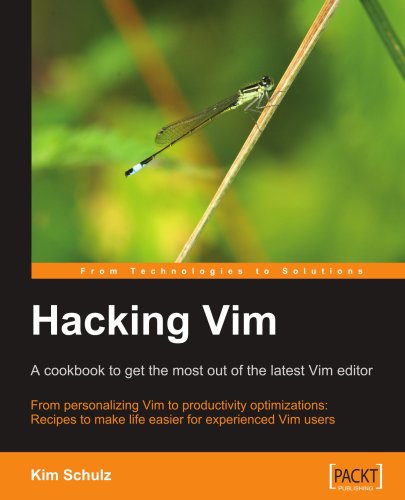 From Technologies to Solutions
Hacking Vim
A cookbook to get the most out of the latest Vim editor
From personalizing Vim to productivity optimizations:
Recipes to make life easier for experienced Vim users
Kim Schulz
[PACKT]
PUBLISHING